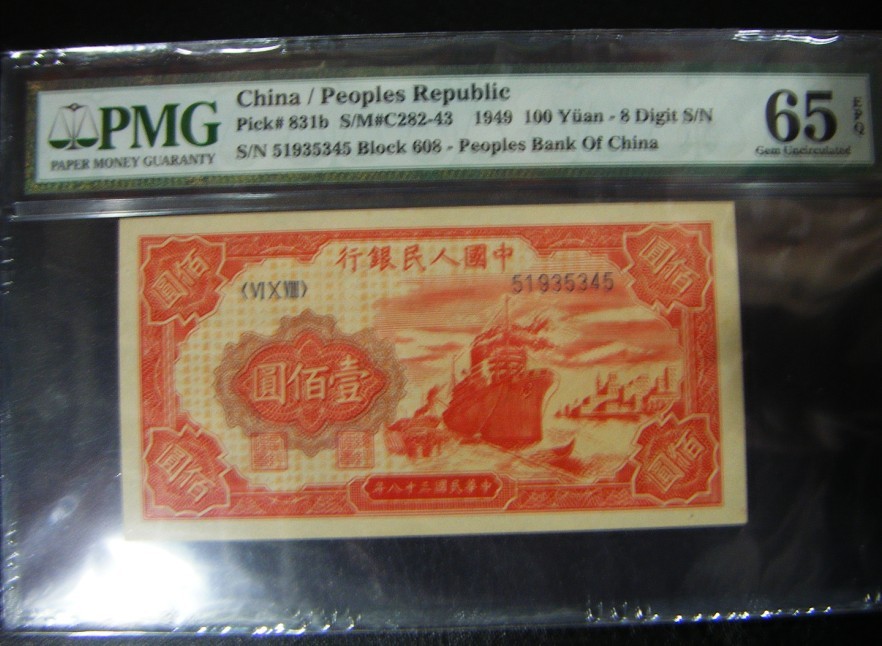 PMG
PAPER MONEY GUARANTY
China / Peoples Republic
Pick# 831b S/M#C282-43 1949 100 Yüan - 8 Digit S/N
S/N 51935345 Block 608 - Peoples Bank Of China
65
EPQ
Gem Uncirculated
中國人民銀行
佰圓
佰圓
〈VI X VIII〉
51935345
壹佰圓
佰圓
佰圓
中華民國三十八年